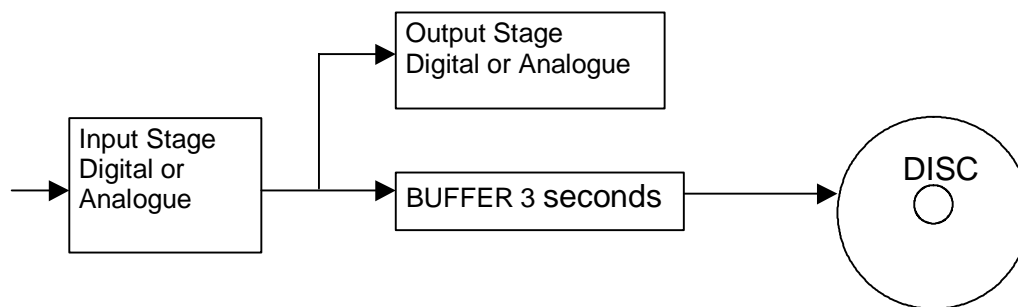 Output Stage
Digital or Analogue
Input Stage
Digital or
Analogue
BUFFER 3 seconds
DISC